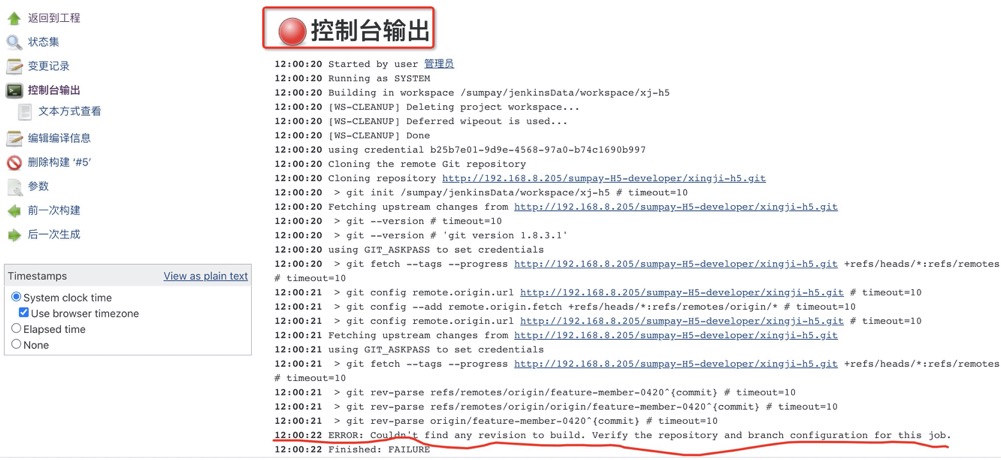 返回到工程
状态集
变更记录
控制台输出
文本方式查看
编辑编译信息
删除构建 ‘#5’
参数
前一次构建
后一次生成
Timestamps View as plain text
System clock time
Use browser timezone
Elapsed time
None
控制台输出
12:00:20 Started by user 管理员
12:00:20 Running as SYSTEM
12:00:20 Building in workspace /sumpay/jenkinsData/workspace/xj-h5
12:00:20 [WS-CLEANUP] Deleting project workspace...
12:00:20 [WS-CLEANUP] Deferred wipeout is used...
12:00:20 [WS-CLEANUP] Done
12:00:20 using credential b25b7e01-9d9e-4568-97a0-b74c1690b997
12:00:20 Cloning the remote Git repository
12:00:20 Cloning repository http://192.168.8.205/sumpay-H5-developer/xingji-h5.git
12:00:20  > git init /sumpay/jenkinsData/workspace/xj-h5 # timeout=10
12:00:20 Fetching upstream changes from http://192.168.8.205/sumpay-H5-developer/xingji-h5.git
12:00:20  > git --version # timeout=10
12:00:20  > git --version # 'git version 1.8.3.1'
12:00:20 using GIT_ASKPASS to set credentials
12:00:20  > git fetch --tags --progress http://192.168.8.205/sumpay-H5-developer/xingji-h5.git +refs/heads/*:refs/remotes
# timeout=10
12:00:21  > git config remote.origin.url http://192.168.8.205/sumpay-H5-developer/xingji-h5.git # timeout=10
12:00:21  > git config --add remote.origin.fetch +refs/heads/*:refs/remotes/origin/* # timeout=10
12:00:21  > git config remote.origin.url http://192.168.8.205/sumpay-H5-developer/xingji-h5.git # timeout=10
12:00:21 Fetching upstream changes from http://192.168.8.205/sumpay-H5-developer/xingji-h5.git
12:00:21 using GIT_ASKPASS to set credentials
12:00:21  > git fetch --tags --progress http://192.168.8.205/sumpay-H5-developer/xingji-h5.git +refs/heads/*:refs/remotes
# timeout=10
12:00:21  > git rev-parse refs/remotes/origin/feature-member-0420^{commit} # timeout=10
12:00:21  > git rev-parse refs/remotes/origin/origin/feature-member-0420^{commit} # timeout=10
12:00:21  > git rev-parse origin/feature-member-0420^{commit} # timeout=10
12:00:22 ERROR: Couldn't find any revision to build. Verify the repository and branch configuration for this job.
12:00:22 Finished: FAILURE